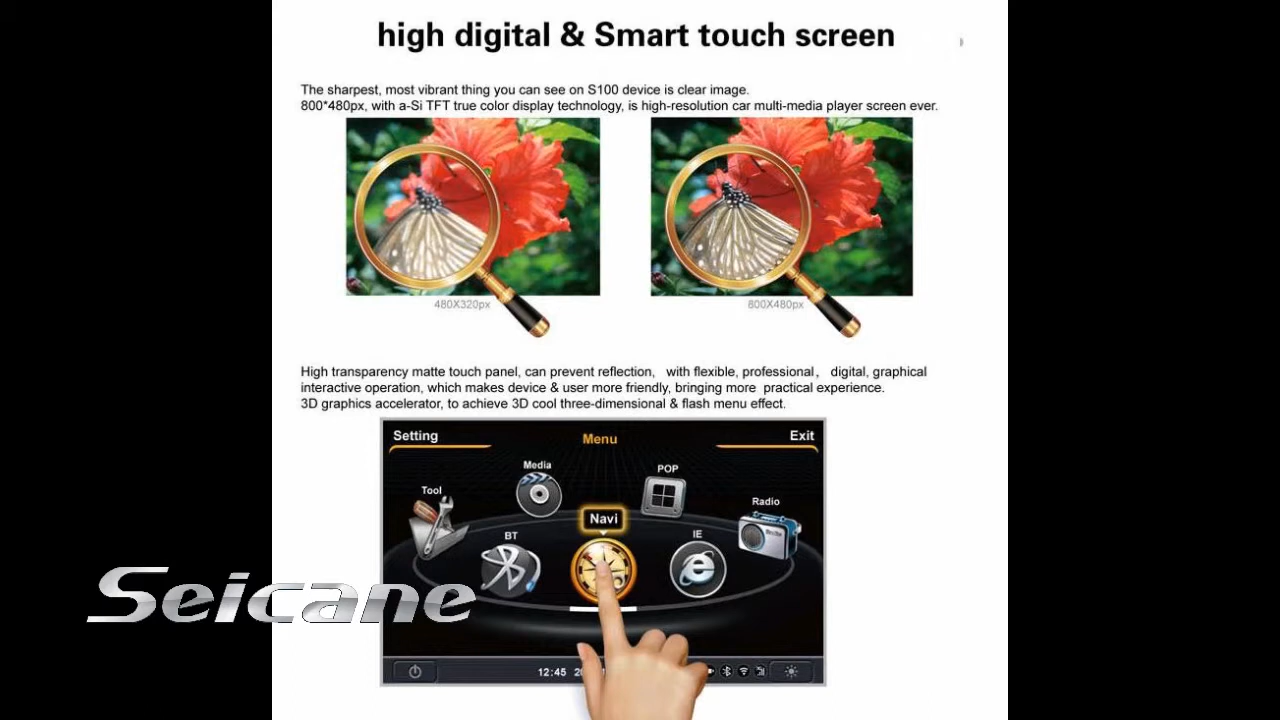 high digital & Smart touch screen
The sharpest, most vibrant thing you can see on S100 device is clear image.
800*480px, with a-Si TFT true color display technology, is high-resolution car multi-media player screen ever.
480X320px
800X480px
High transparency matte touch panel, can prevent reflection, with flexible, professional, digital, graphical
interactive operation, which makes device & user more friendly, bringing more practical experience.
3D graphics accelerator, to achieve 3D cool three-dimensional & flash menu effect.
Setting
Menu
Exit
Media
POP
Tool
Radio
Navi
BT
IE
Seicane
12:45